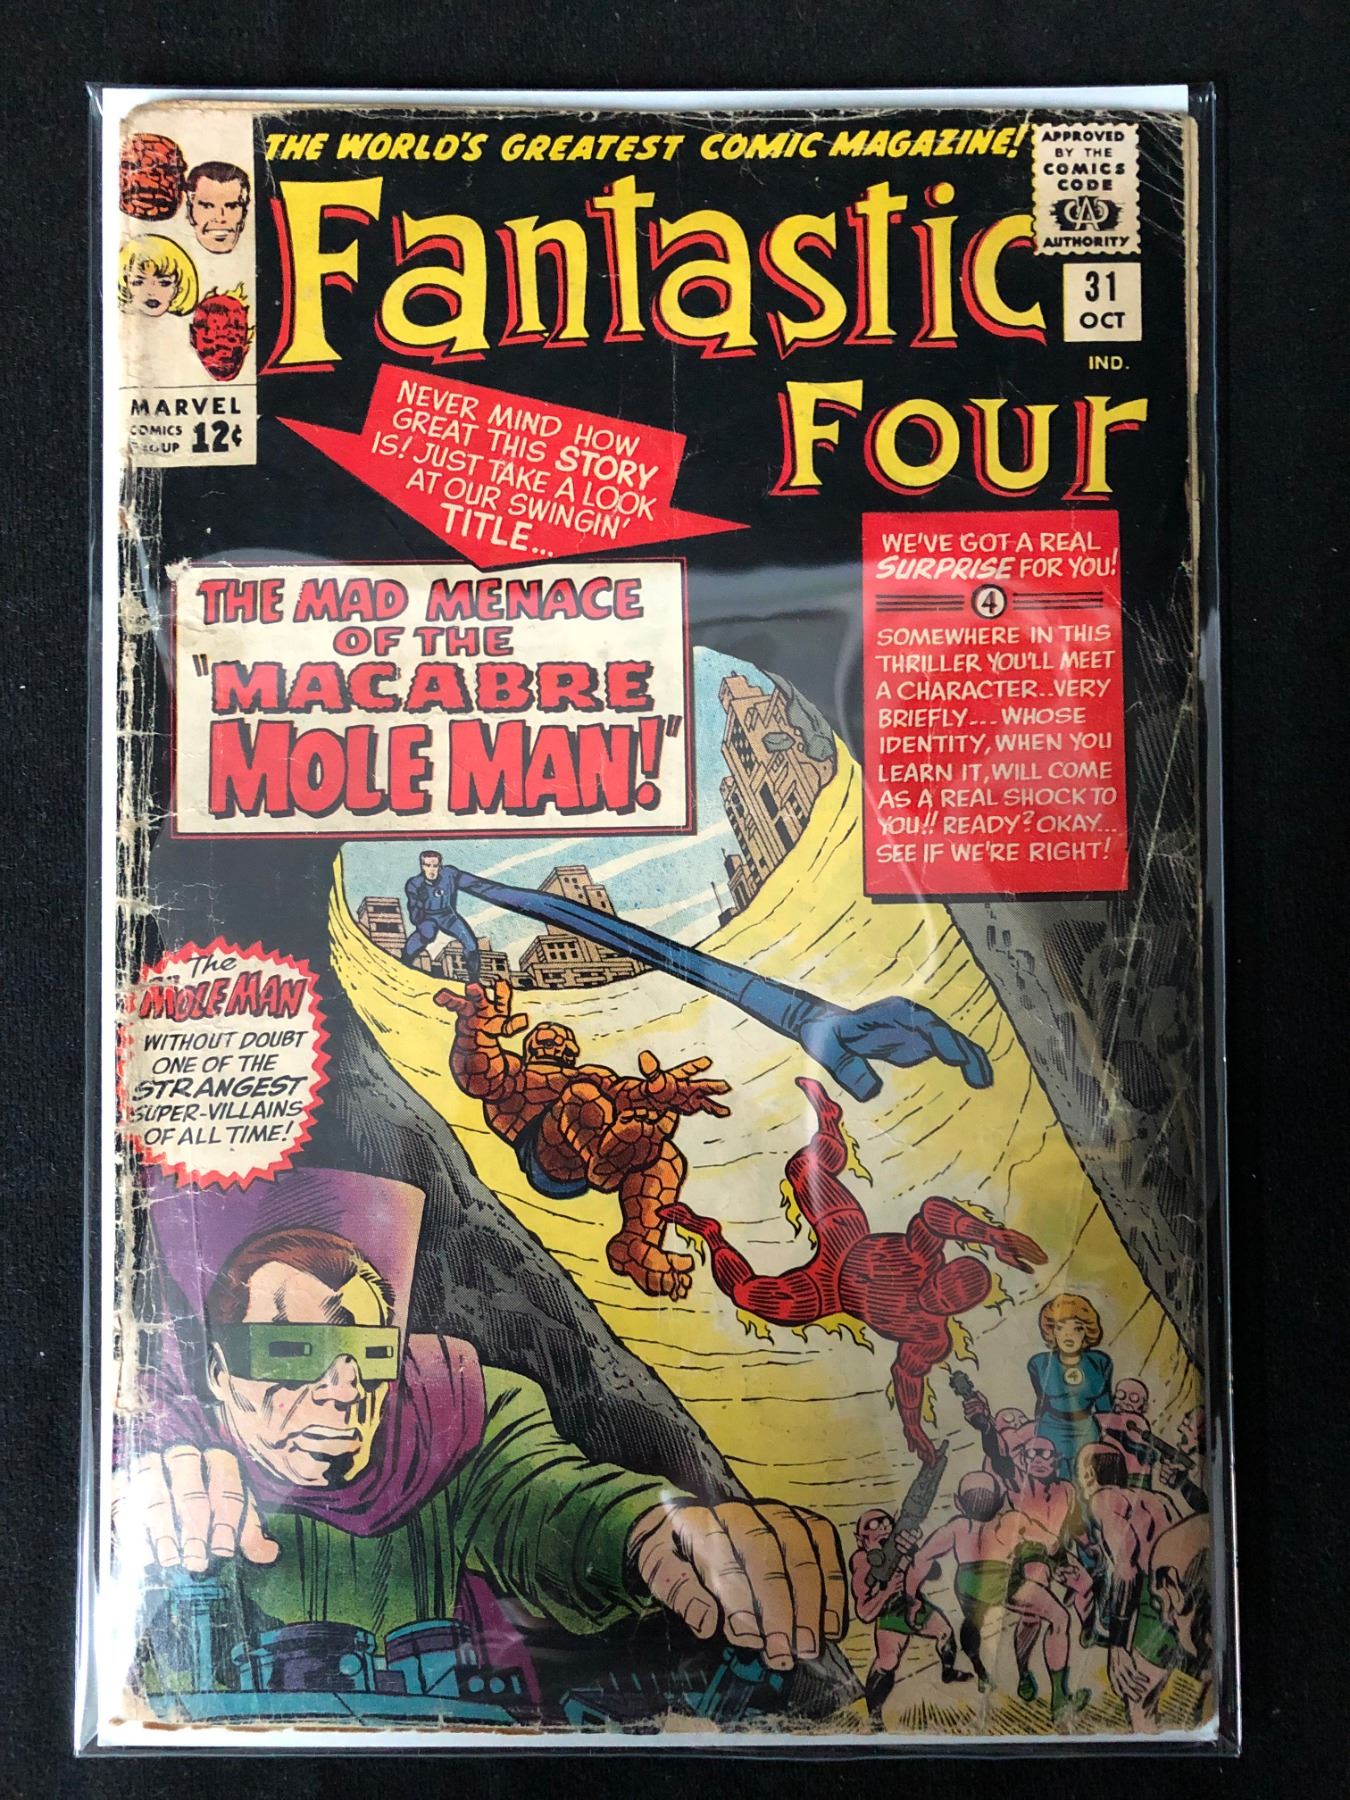 THE WORLD'S GREATEST COMIC MAGAZINE!
APPROVED
BY THE
COMICS
CODE
CA
AUTHORITY
Fantastic
Four
31
OCT
IND.
MARVEL
COMICS
GROUP 12¢
NEVER MIND HOW
GREAT THIS STORY
IS! JUST TAKE A LOOK
AT OUR SWINGIN'
TITLE...
THE MAD MENACE
OF THE
"MACABRE
MOLE MAN!"
WE'VE GOT A REAL
SURPRISE FOR YOU!
4
SOMEWHERE IN THIS
THRILLER YOU'LL MEET
A CHARACTER..VERY
BRIEFLY... WHOSE
IDENTITY, WHEN YOU
LEARN IT, WILL COME
AS A REAL SHOCK TO
YOU!! READY? OKAY...
SEE IF WE'RE RIGHT!
The
MOLE MAN
WITHOUT DOUBT
ONE OF THE
STRANGEST
SUPER-VILLAINS
OF ALL TIME!
4